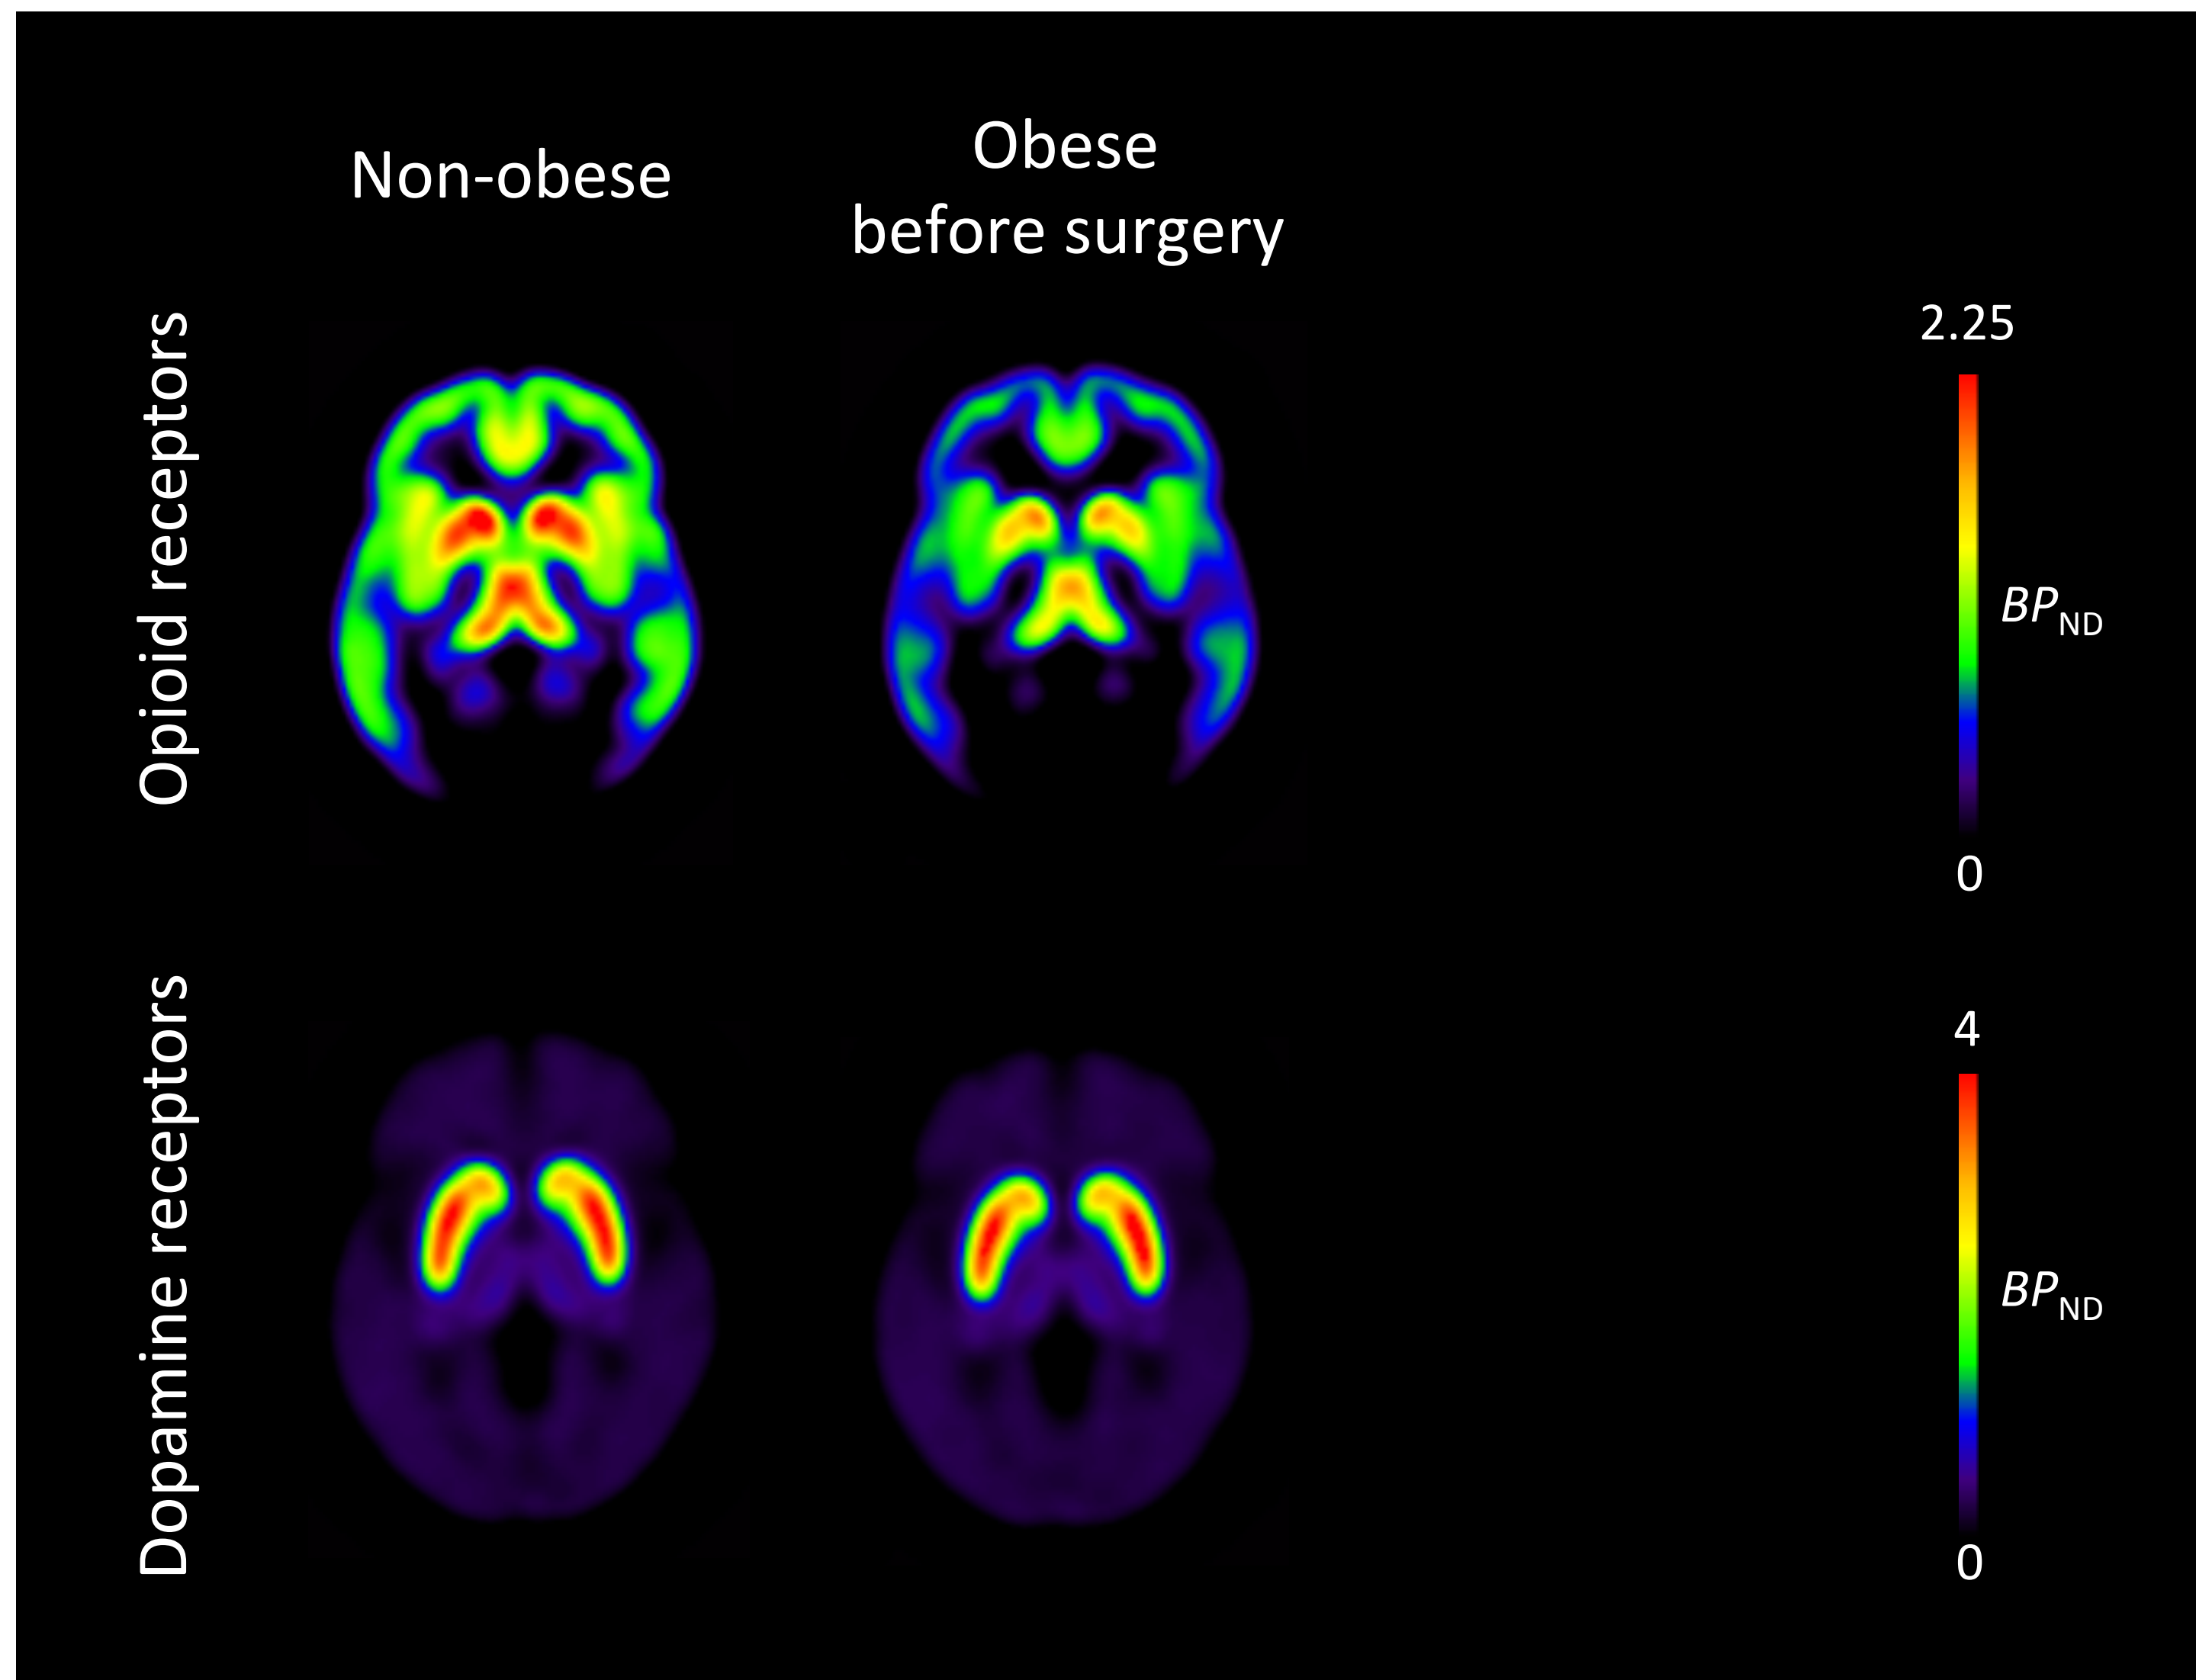 Non-obese
Obese
before surgery
Opioid receptors
2.25
BPND
0
Dopamine receptors
4
BPND
0